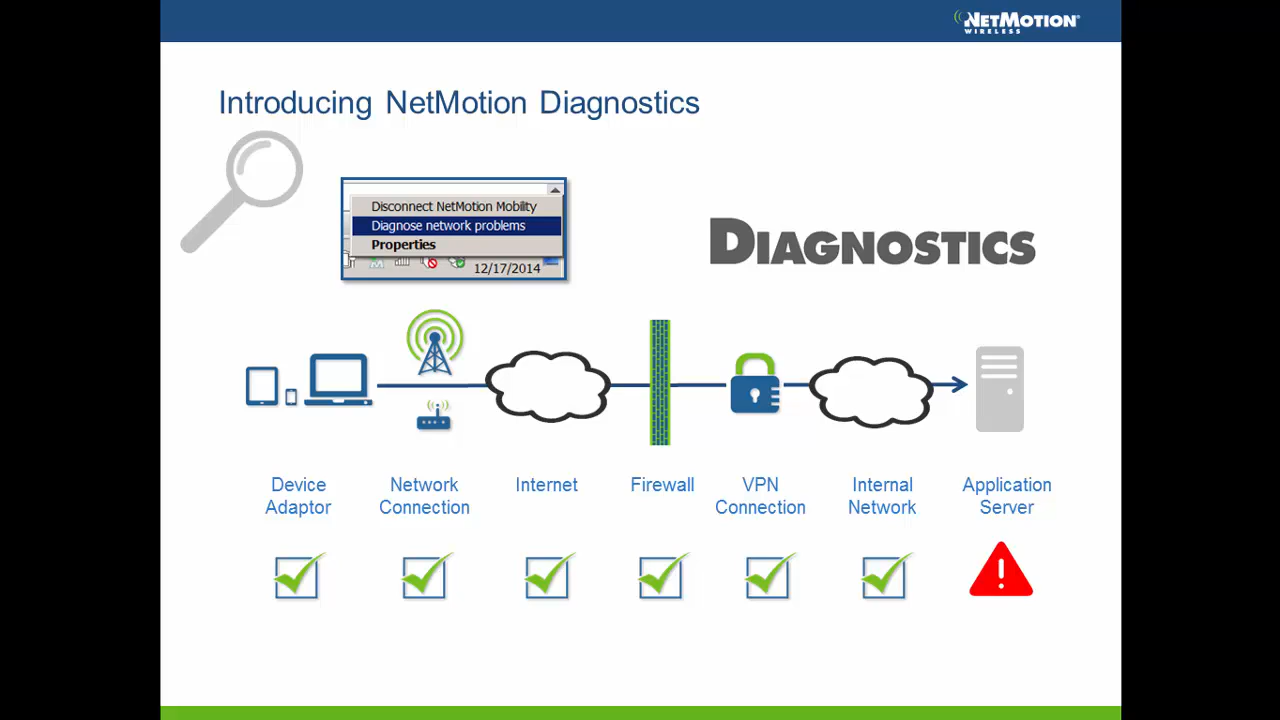 NETMOTION®
WIRELESS
Introducing NetMotion Diagnostics
Disconnect NetMotion Mobility
Diagnose network problems
Properties
12/17/2014
DIAGNOSTICS
Device Adaptor
Network Connection
Internet
Firewall
VPN Connection
Internal Network
Application Server